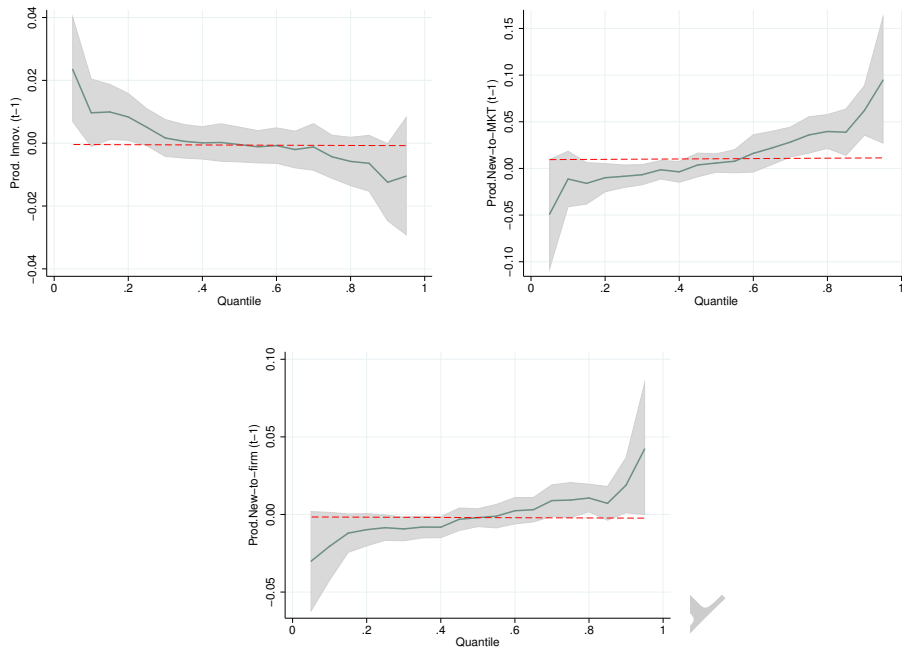 Prod. Innov. (t−1)
0.04
0.02
0.00
−0.02
−0.04
0 .2 .4 .6 .8 1
Quantile
Prod.New−to−MKT (t−1)
0.15
0.10
0.05
0.00
−0.05
−0.10
0 .2 .4 .6 .8 1
Quantile
Prod.New−to−firm (t−1)
0.10
0.05
0.00
−0.05
0 .2 .4 .6 .8 1
Quantile